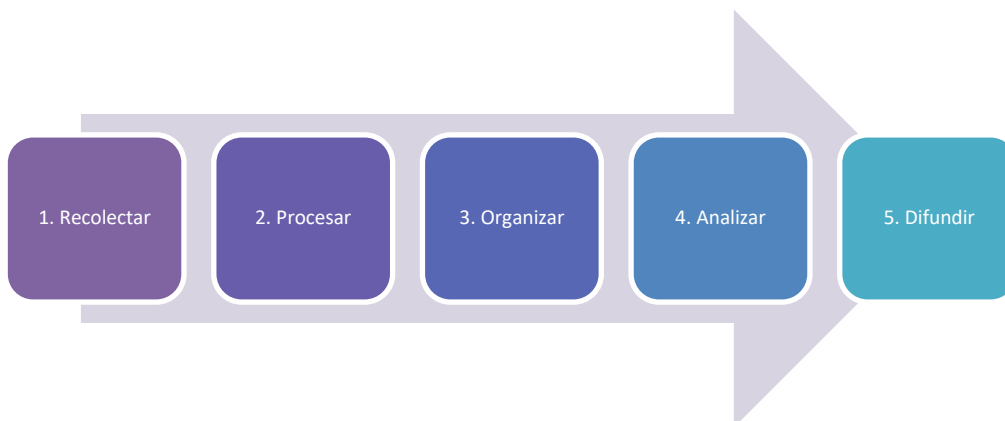 1. Recolectar
2. Procesar
3. Organizar
4. Analizar
5. Difundir